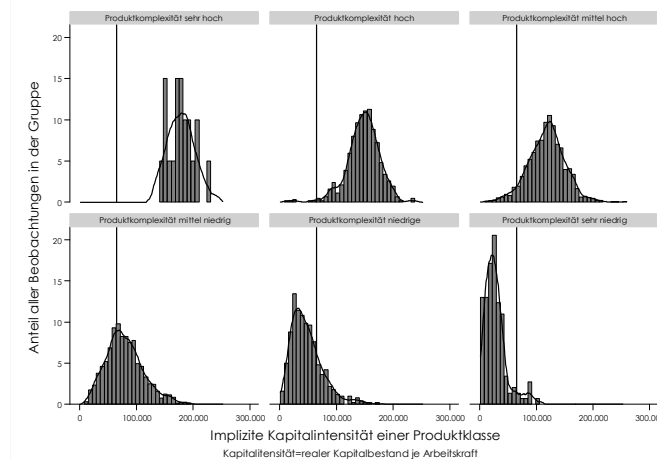 Produktkomplexität sehr hoch
Produktkomplexität hoch
Produktkomplexität mittel hoch
20
15
10
5
0
Produktkomplexität mittel niedrig
Produktkomplexität niedrige
Produktkomplexität sehr niedrig
20
15
10
5
0
Anteil aller Beobachtungen in der Gruppe
0 100.000 200.000 300.000
0 100.000 200.000 300.000
0 100.000 200.000 300.000
Implizite Kapitalintensität einer Produktklasse
Kapitalitensität=realer Kapitalbestand je Arbeitskraft